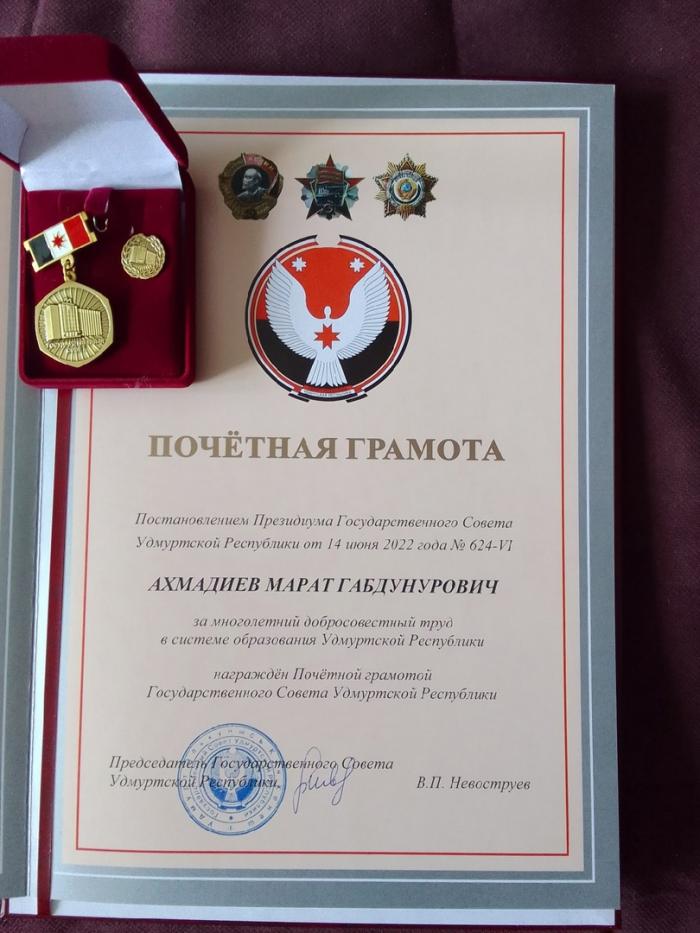 ПОЧЁТНАЯ ГРАМОТА
Постановлением Президиума Государственного Совета
Удмуртской Республики от 14 июня 2022 года № 624-VI
АХМАДИЕВ МАРАТ ГАБДУНУРОВИЧ
за многолетний добросовестный труд
в системе образования Удмуртской Республики
награждён Почётной грамотой
Государственного Совета Удмуртской Республики
Председатель Государственного Совета
Удмуртской Республики
В.П. Невоструев